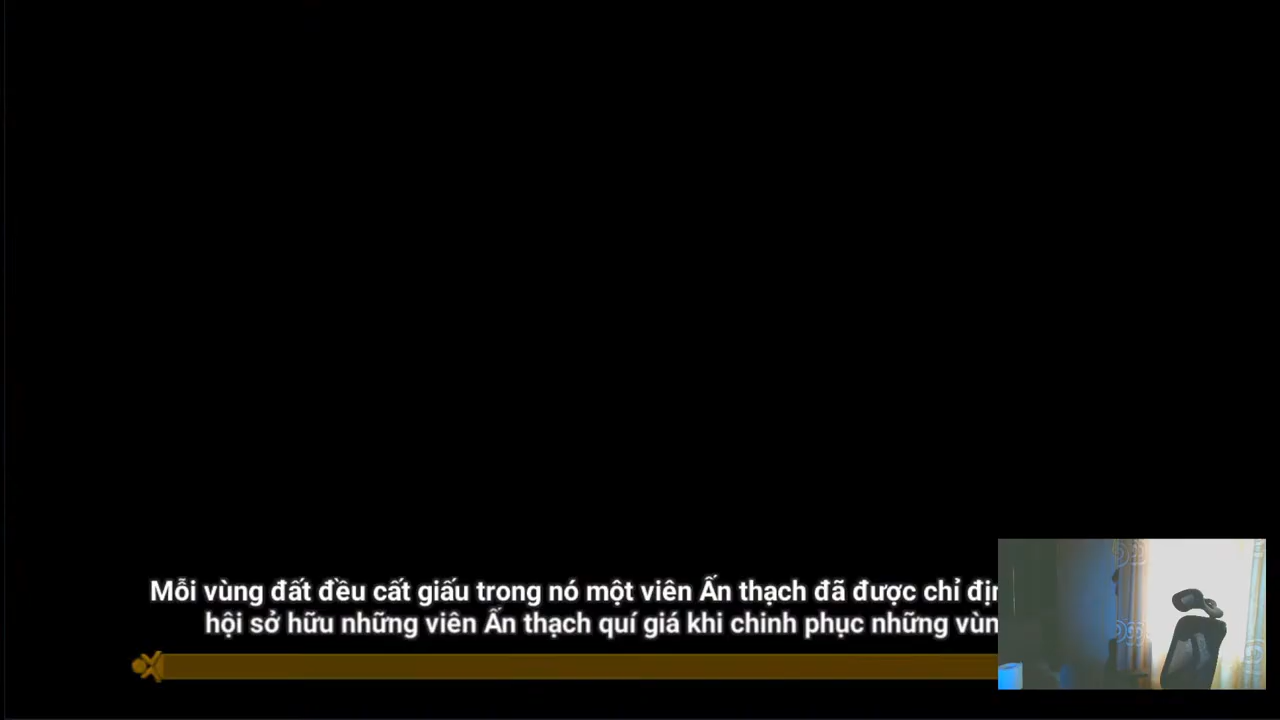 Mỗi vùng đất đều cất giấu trong nó một viên Ấn thạch đã được chỉ
hội sở hữu những viên Ấn thạch quí giá khi chinh phục những